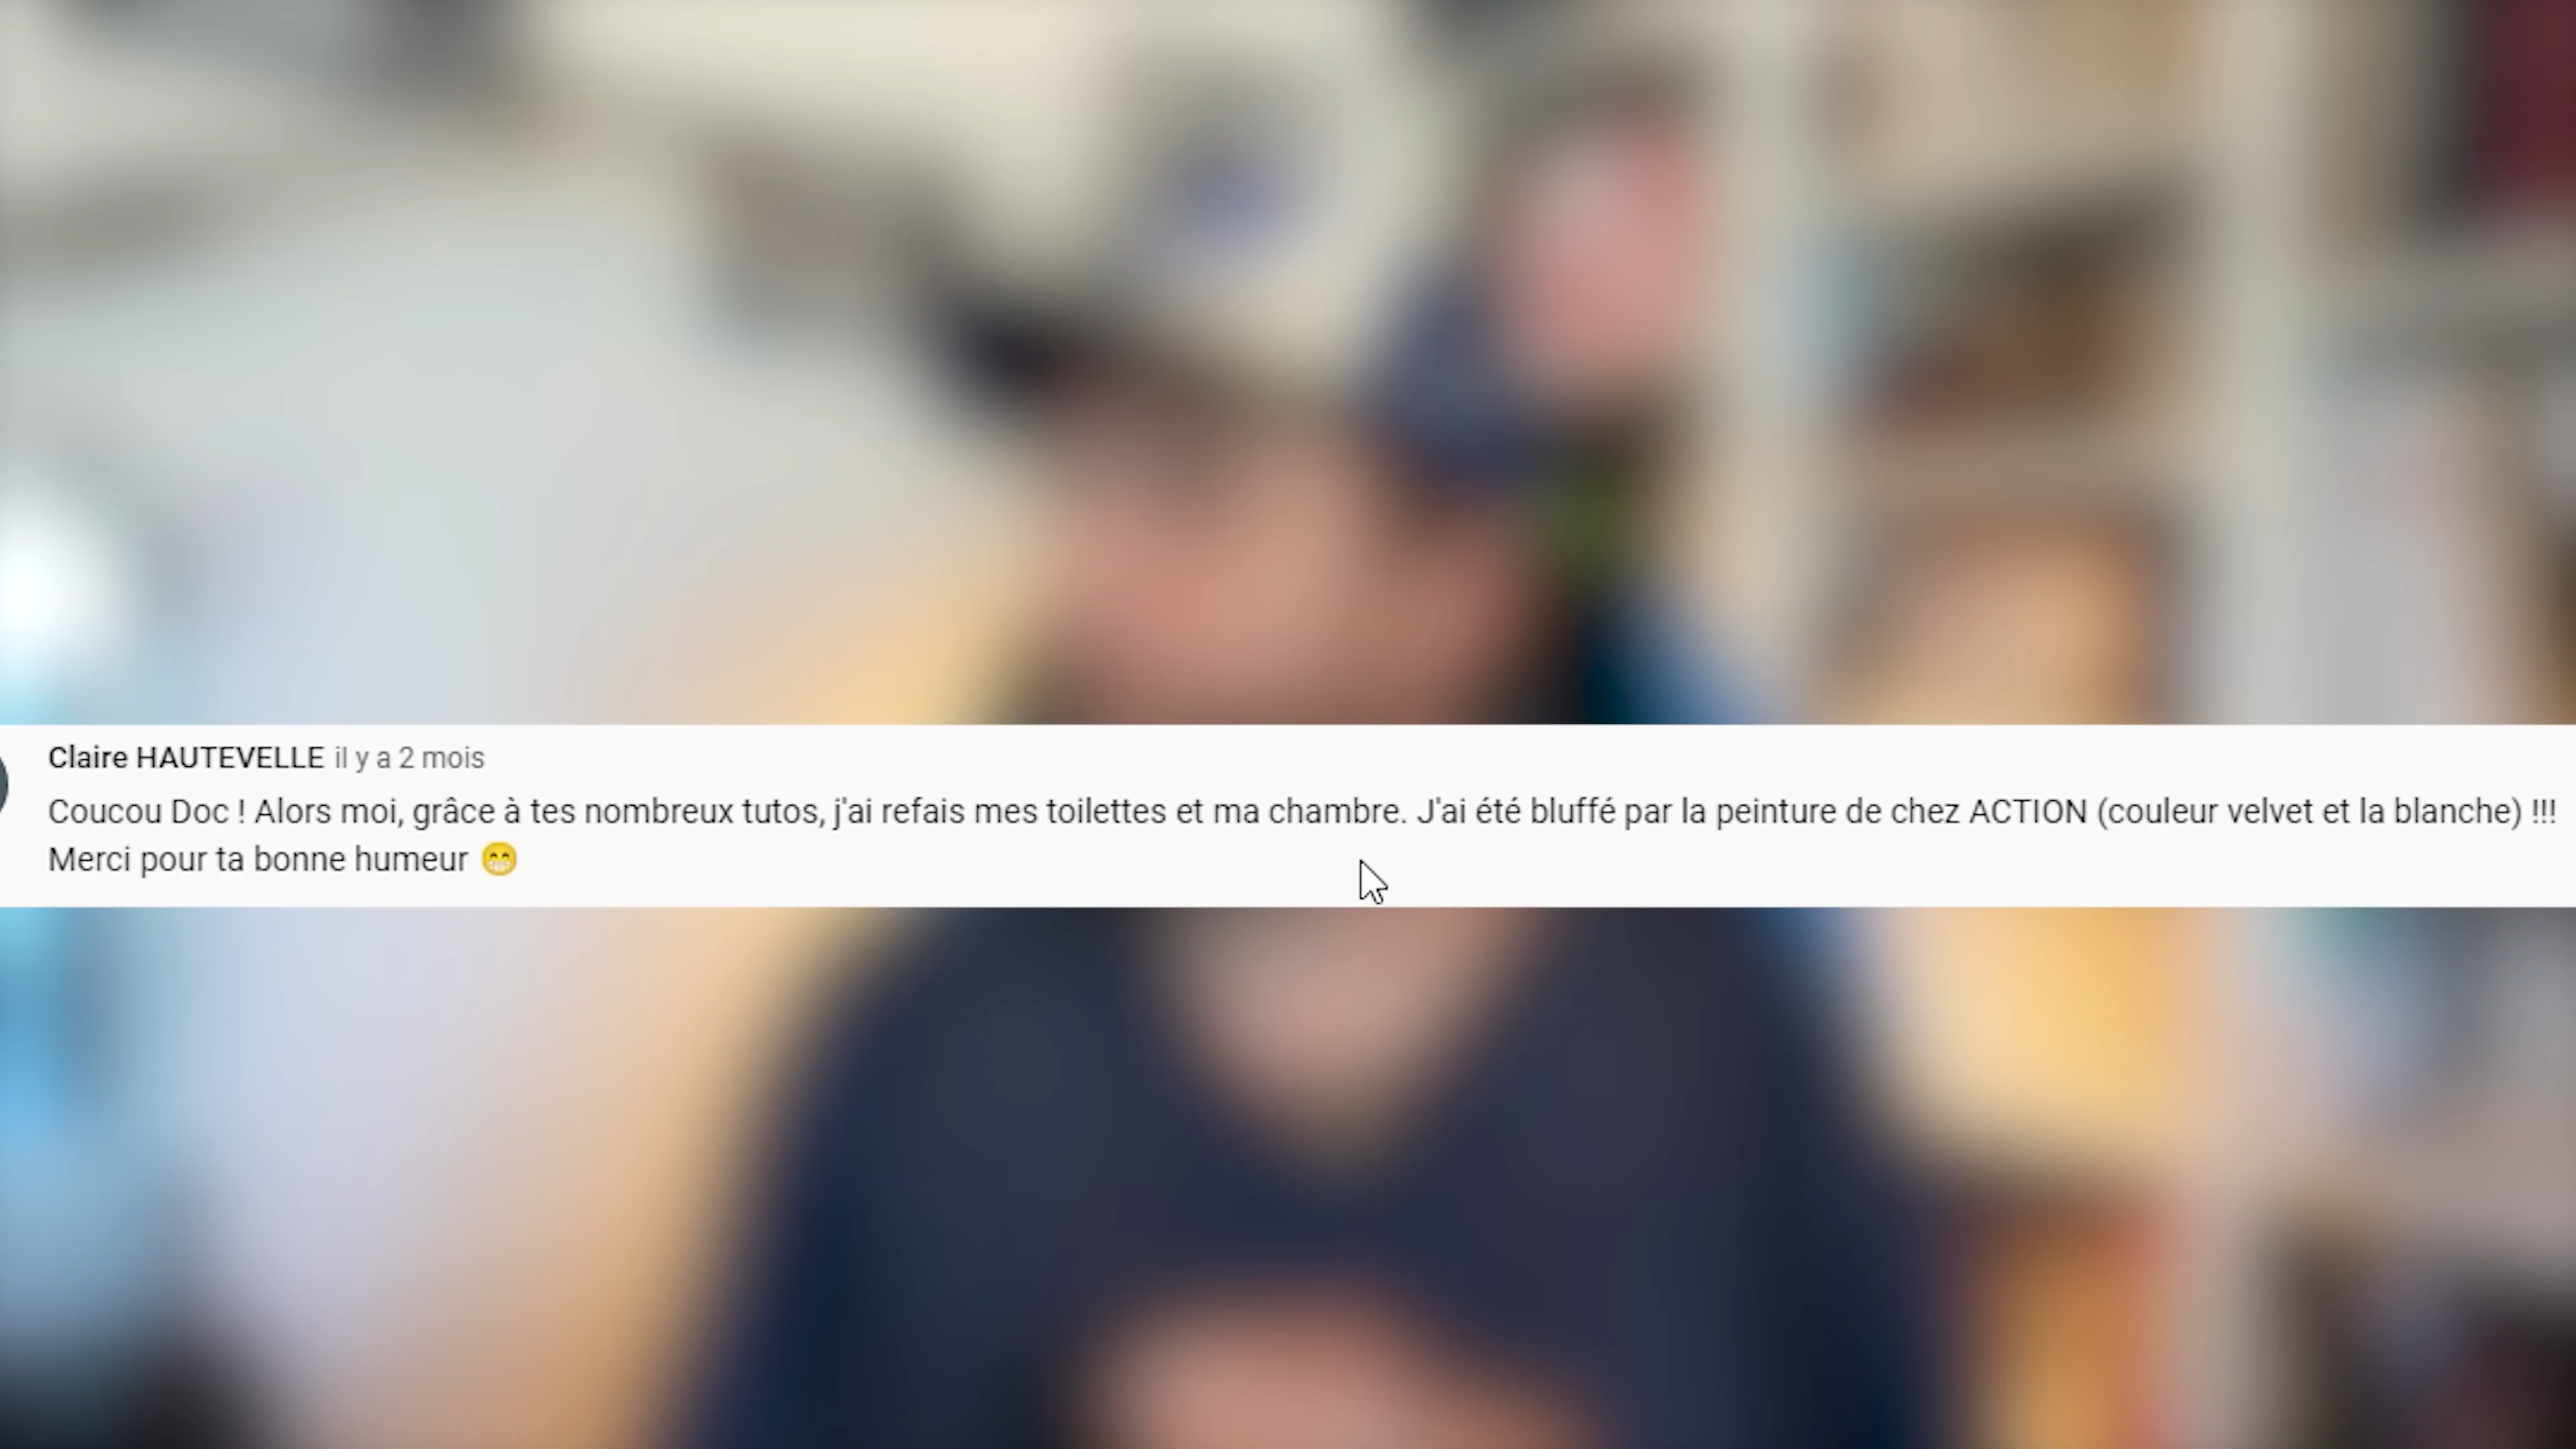 Claire HAUTEVELLE il y a 2 mois
Coucou Doc ! Alors moi, grâce à tes nombreux tutos, j'ai refais mes toilettes et ma chambre. J'ai été bluffé par la peinture de chez ACTION (couleur velvet et la blanche) !!!
Merci pour ta bonne humeur 😁